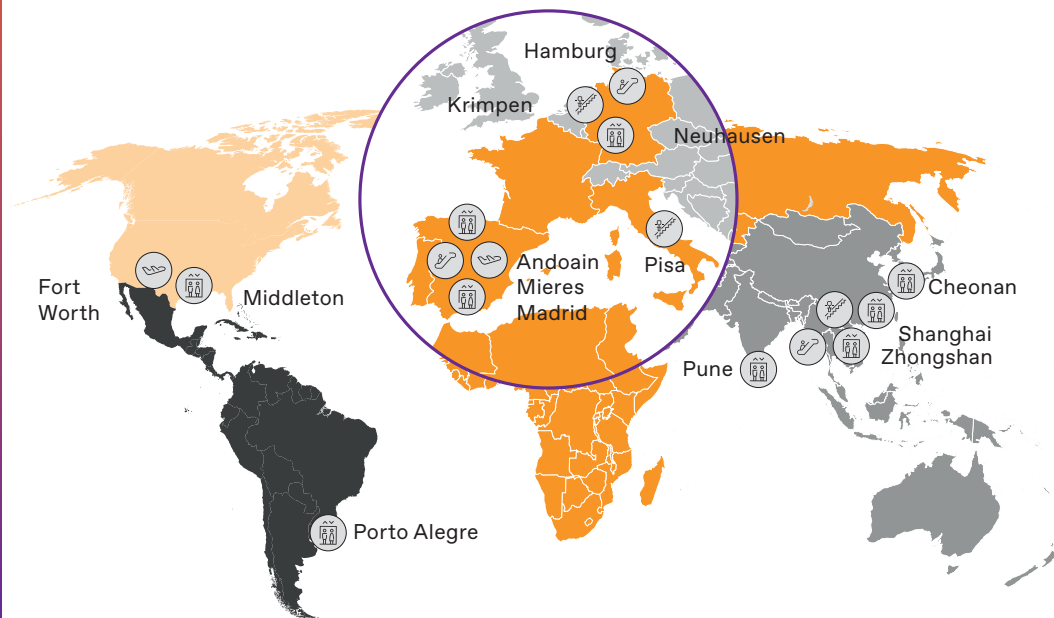 Hamburg
Krimpen
Neuhausen
Andoain
Mieres
Madrid
Pisa
Fort
Worth
Middleton
Cheonan
Shanghai
Zhongshan
Pune
Porto Alegre